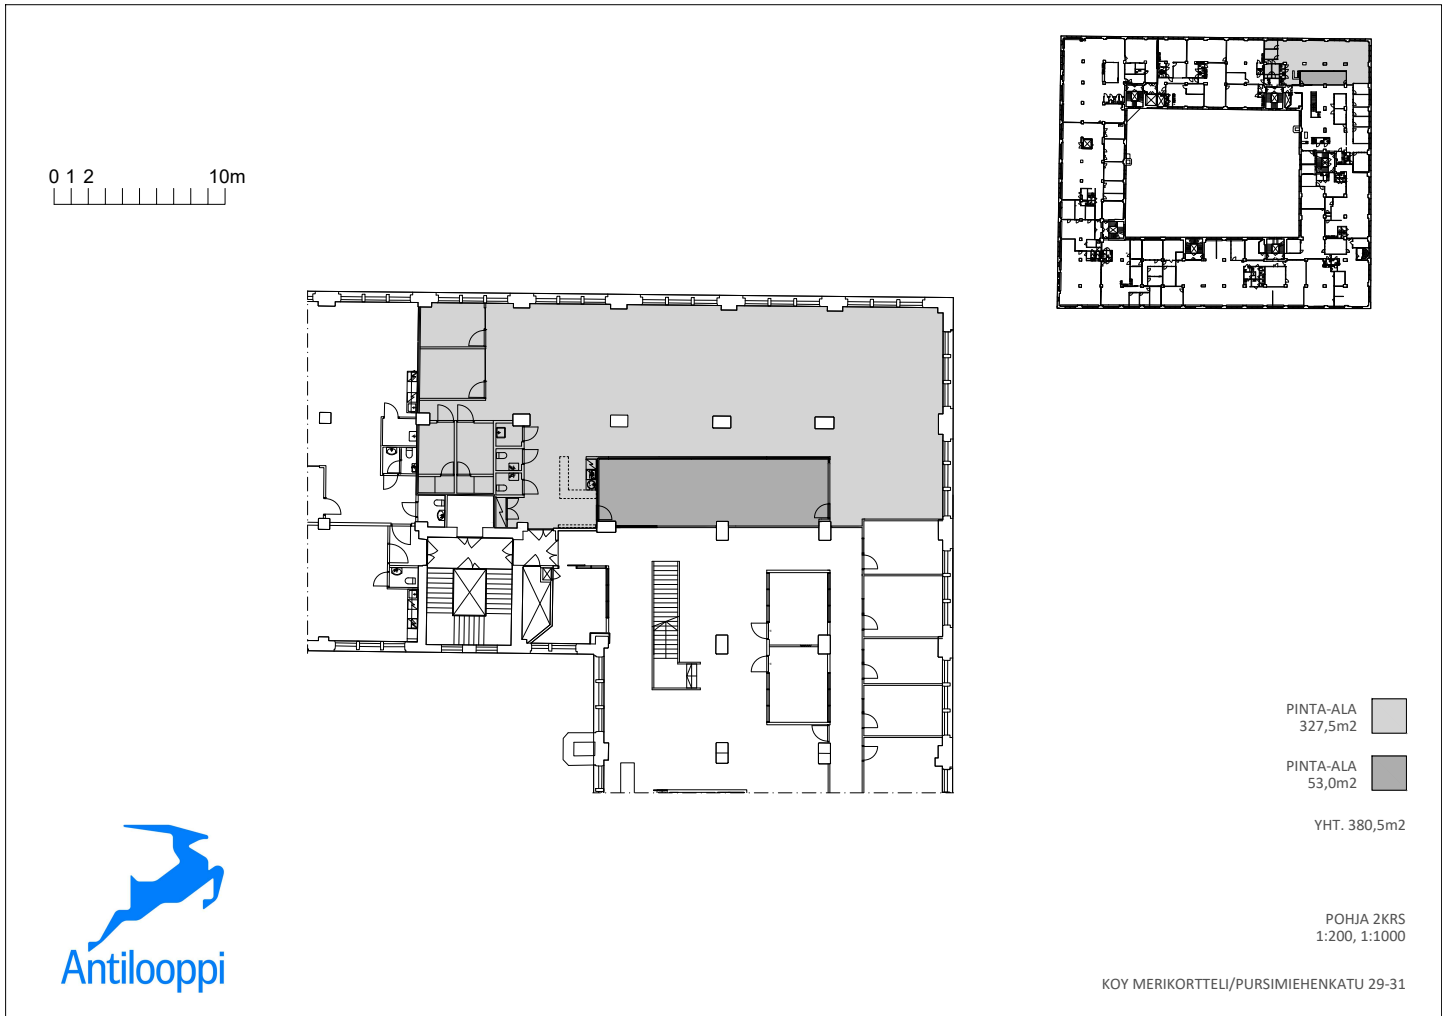 0 1 2 10m
PINTA-ALA
327,5m2
PINTA-ALA
53,0m2
YHT. 380,5m2
POHJA 2KRS
1:200, 1:1000
KOY MERIKORTTELI/PURSIMIEHENKATU 29-31
Antilooppi